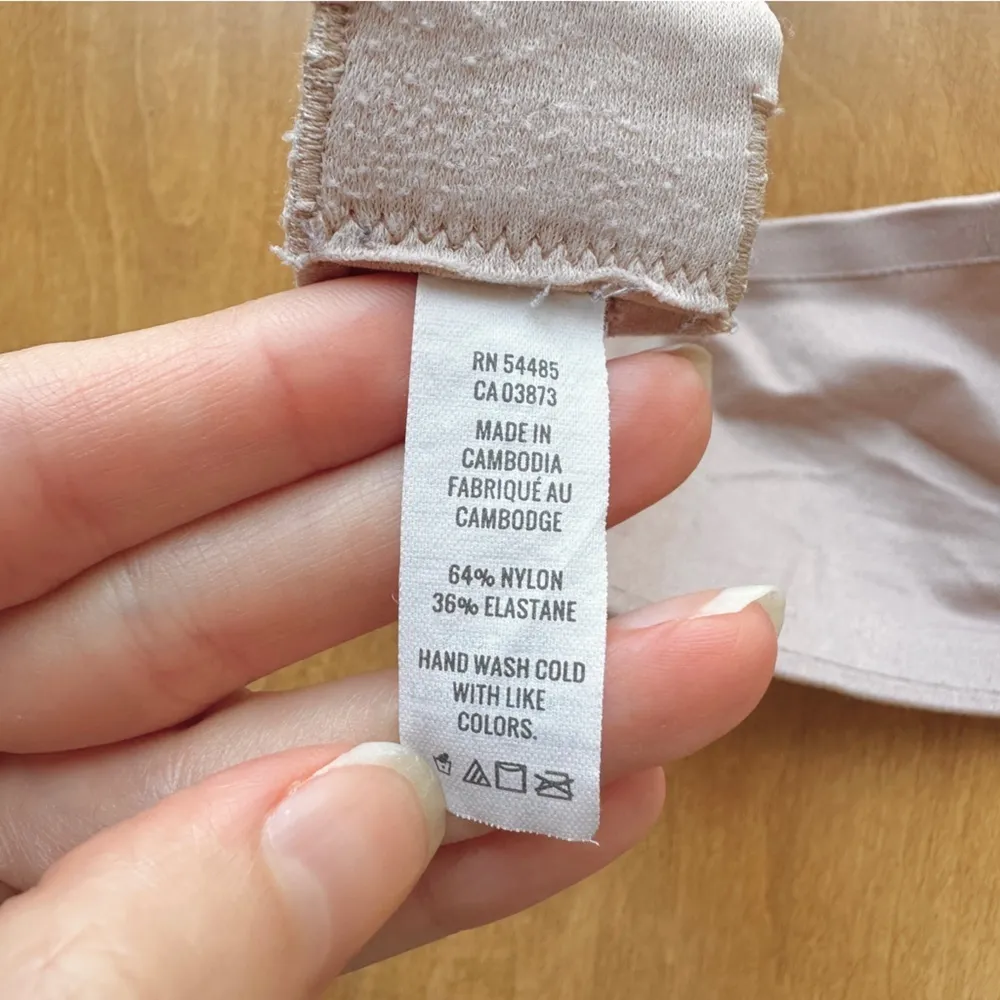 RN 54485
CA 03873
MADE IN
CAMBODIA
FABRIQUÉ AU
CAMBODGE
64% NYLON
36% ELASTANE
HAND WASH COLD
WITH LIKE
COLORS.